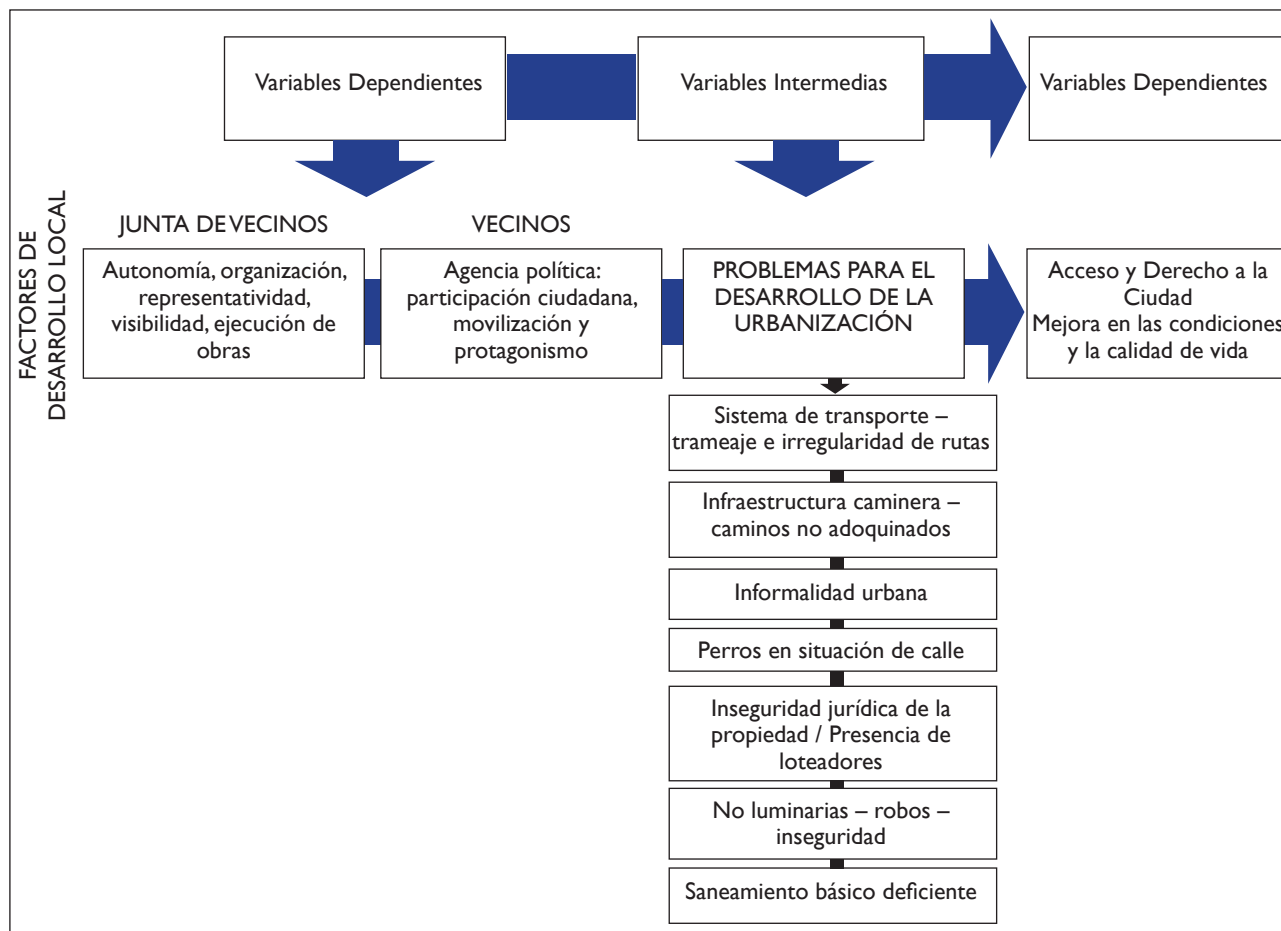 Variables Dependientes
Variables Intermedias
Variables Dependientes
FACTORES DE
DESARROLLO LOCAL
JUNTA DE VECINOS
Autonomía, organización,
representatividad,
visibilidad, ejecución de
obras
VECINOS
Agencia política:
participación ciudadana,
movilización y
protagonismo
PROBLEMAS PARA EL
DESARROLLO DE LA
URBANIZACIÓN
Acceso y Derecho a la
Ciudad
Mejora en las condiciones
y la calidad de vida
Sistema de transporte –
trameaje e irregularidad de rutas
Infraestructura caminera –
caminos no adoquinados
Informalidad urbana
Perros en situación de calle
Inseguridad jurídica de la
propiedad / Presencia de
loteadores
No luminarias – robos –
inseguridad
Saneamiento básico deficiente